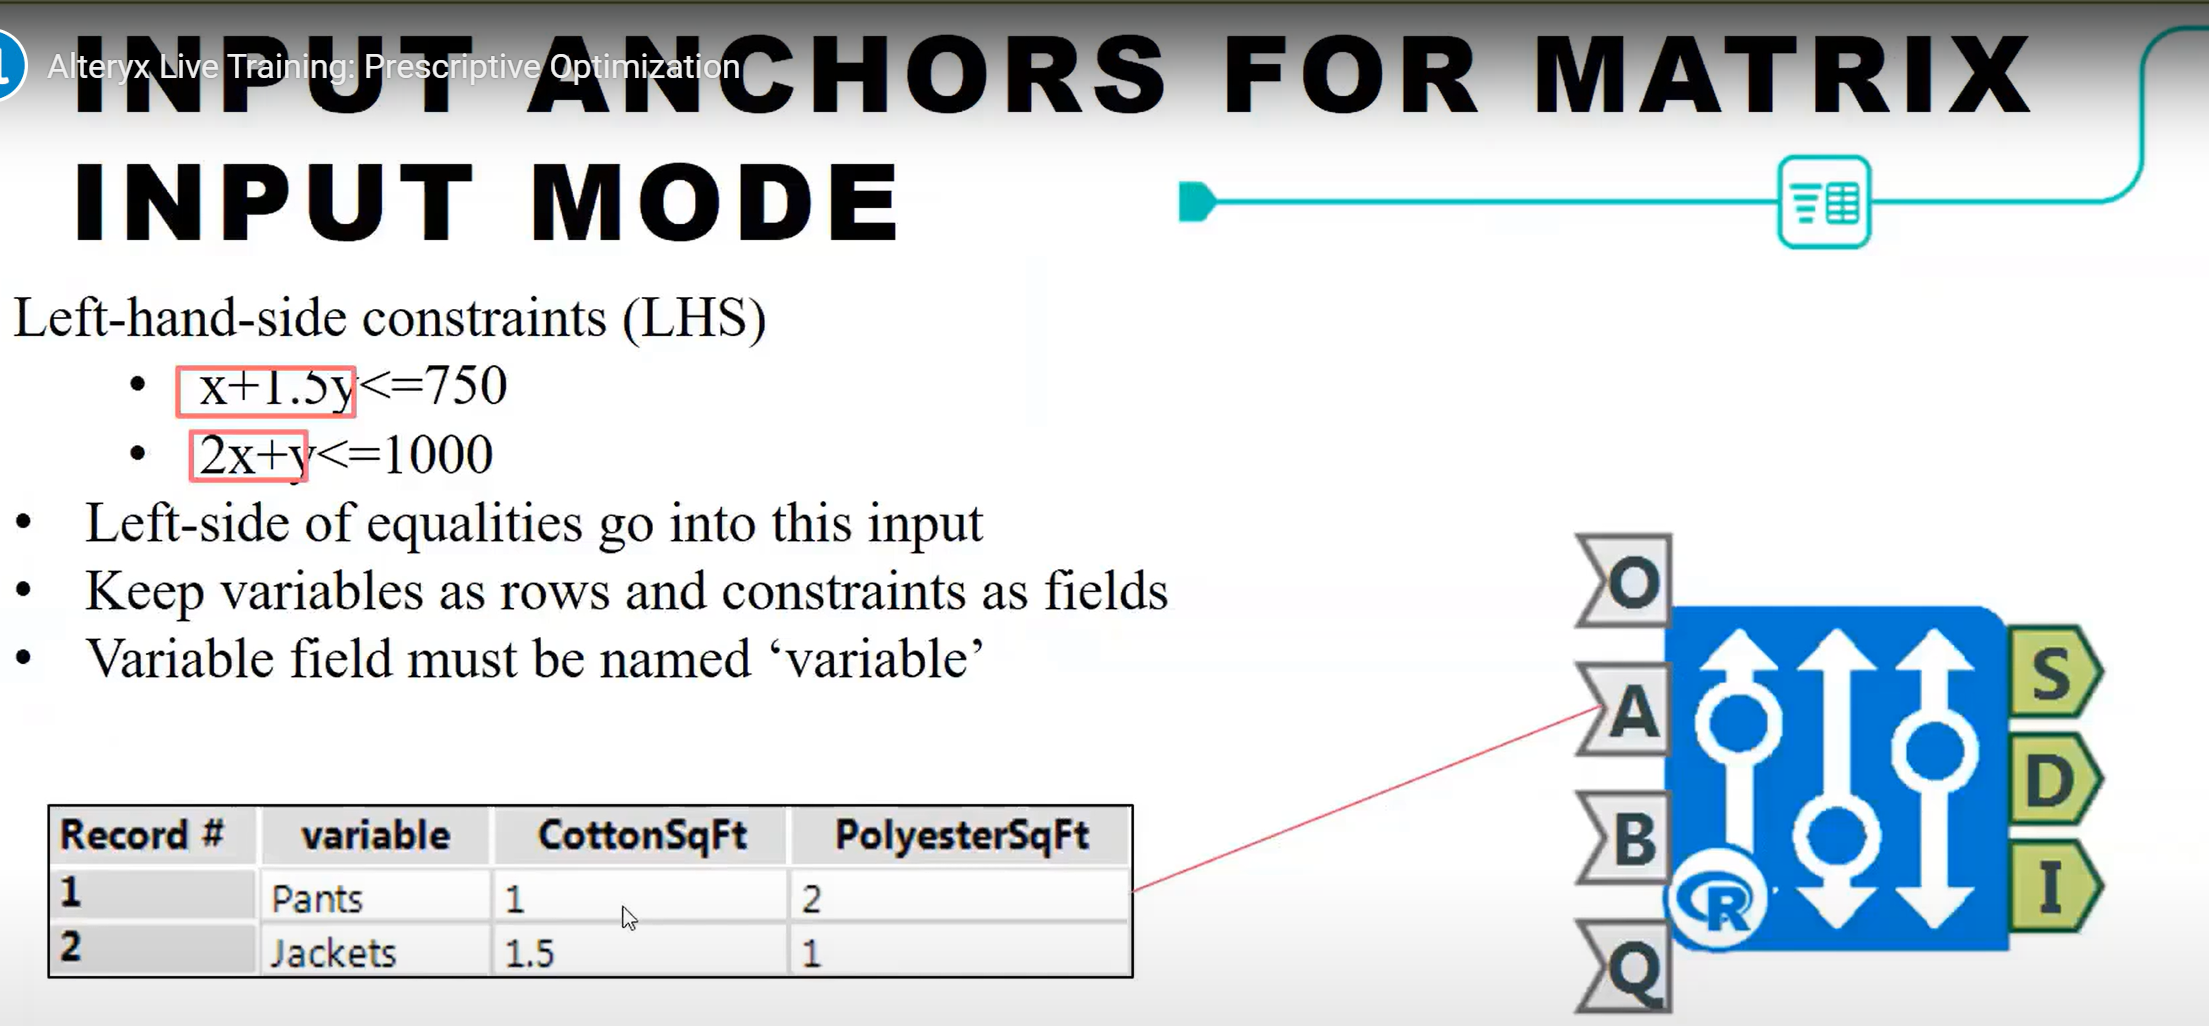 Alteryx Live Training: Prescriptive Optimization
INPUT ANCHORS FOR MATRIX
INPUT MODE
Left-hand-side constraints (LHS)
• x+1.5y<=750
• 2x+y<=1000
• Left-side of equalities go into this input
• Keep variables as rows and constraints as fields
• Variable field must be named ‘variable’
Record # variable CottonSqFt PolyesterSqFt
1 Pants 1 2
2 Jackets 1.5 1
O
A
B
Q
R
S
D
I